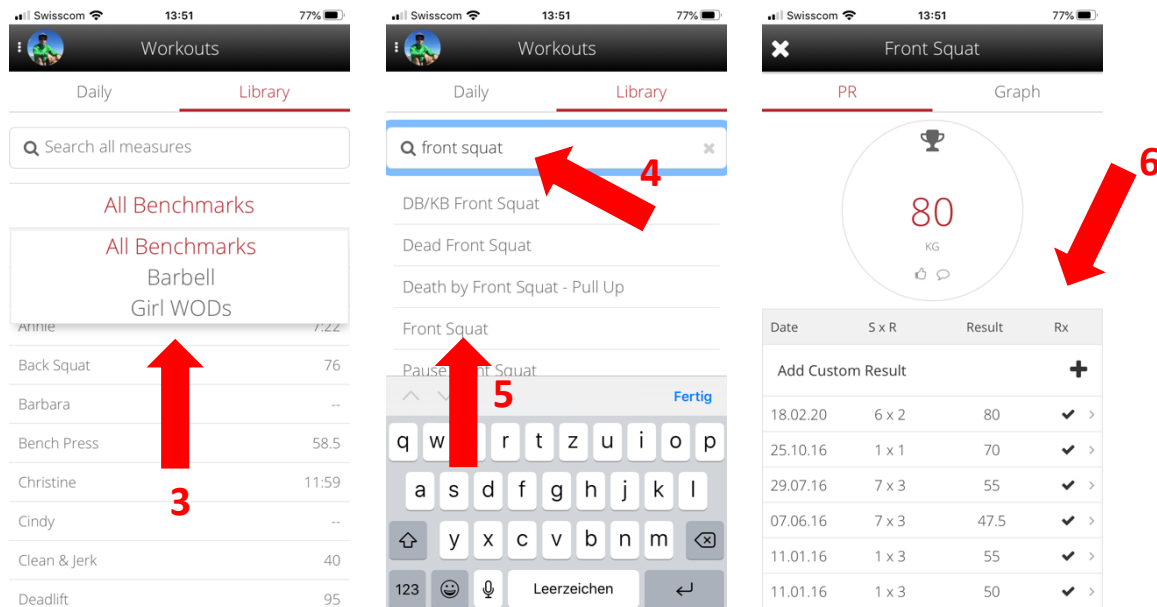 Swisscom 13:51 77%
Workouts
Daily Library
Search all measures
All Benchmarks
All Benchmarks
Barbell
Girl WODs
Annie 7:22
Back Squat 76
Barbara --
Bench Press 58.5
Christine 11:59
Cindy --
Clean & Jerk 40
Deadlift 95
3
Swisscom 13:51 77%
Workouts
Daily Library
front squat
4
DB/KB Front Squat
Dead Front Squat
Death by Front Squat - Pull Up
Front Squat
Pause Front Squat
5
Fertig
q w r t z u i o p
a s d f g h j k l
y x c v b n m
123 Leerzeichen
Swisscom 13:51 77%
Front Squat
PR Graph
6
80
KG
Date S x R Result Rx
Add Custom Result
18.02.20 6 x 2 80
25.10.16 1 x 1 70
29.07.16 7 x 3 55
07.06.16 7 x 3 47.5
11.01.16 1 x 3 55
11.01.16 1 x 3 50